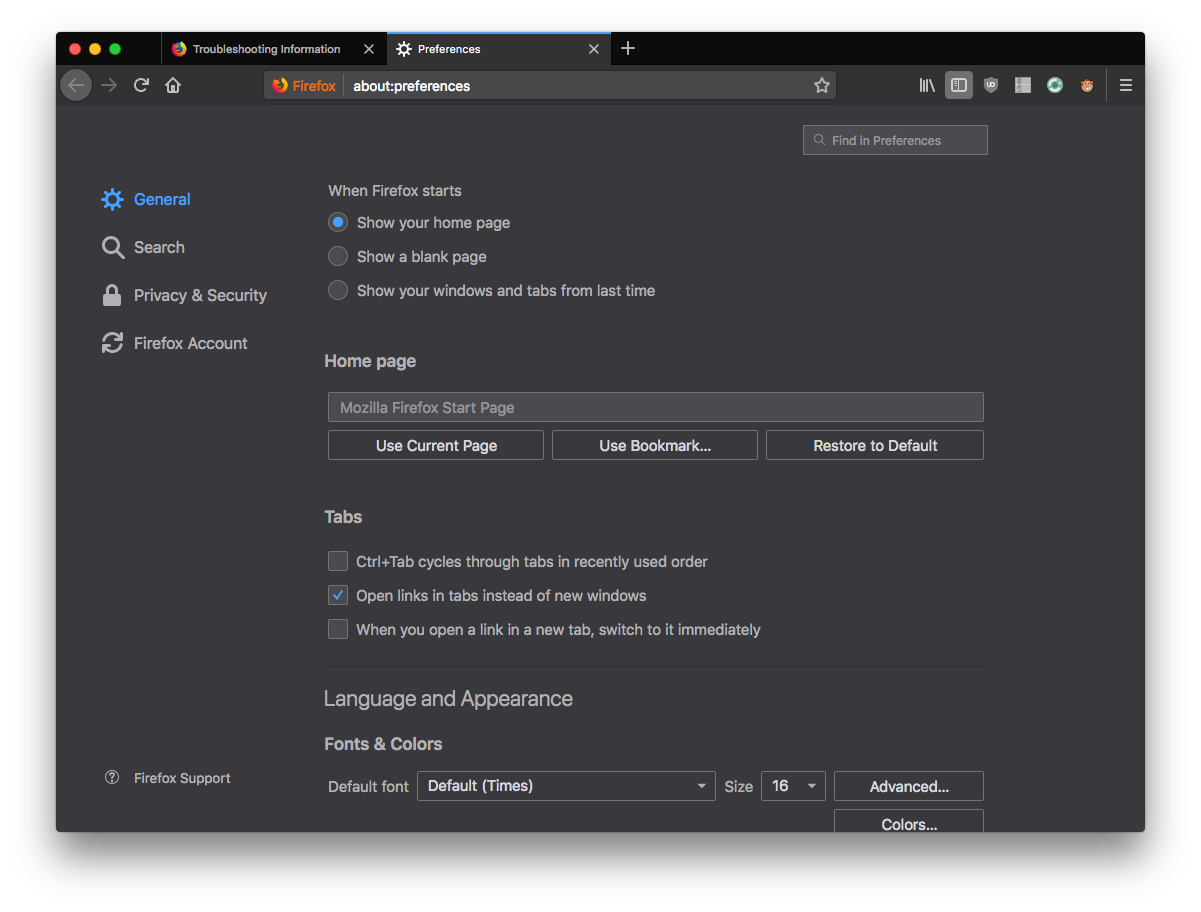 Troubleshooting Information
Preferences
Firefox
about:preferences
Find in Preferences
General
Search
Privacy & Security
Firefox Account
Firefox Support
When Firefox starts
Show your home page
Show a blank page
Show your windows and tabs from last time
Home page
Mozilla Firefox Start Page
Use Current Page
Use Bookmark...
Restore to Default
Tabs
Ctrl+Tab cycles through tabs in recently used order
Open links in tabs instead of new windows
When you open a link in a new tab, switch to it immediately
Language and Appearance
Fonts & Colors
Default font
Default (Times)
Size
16
Advanced...
Colors...